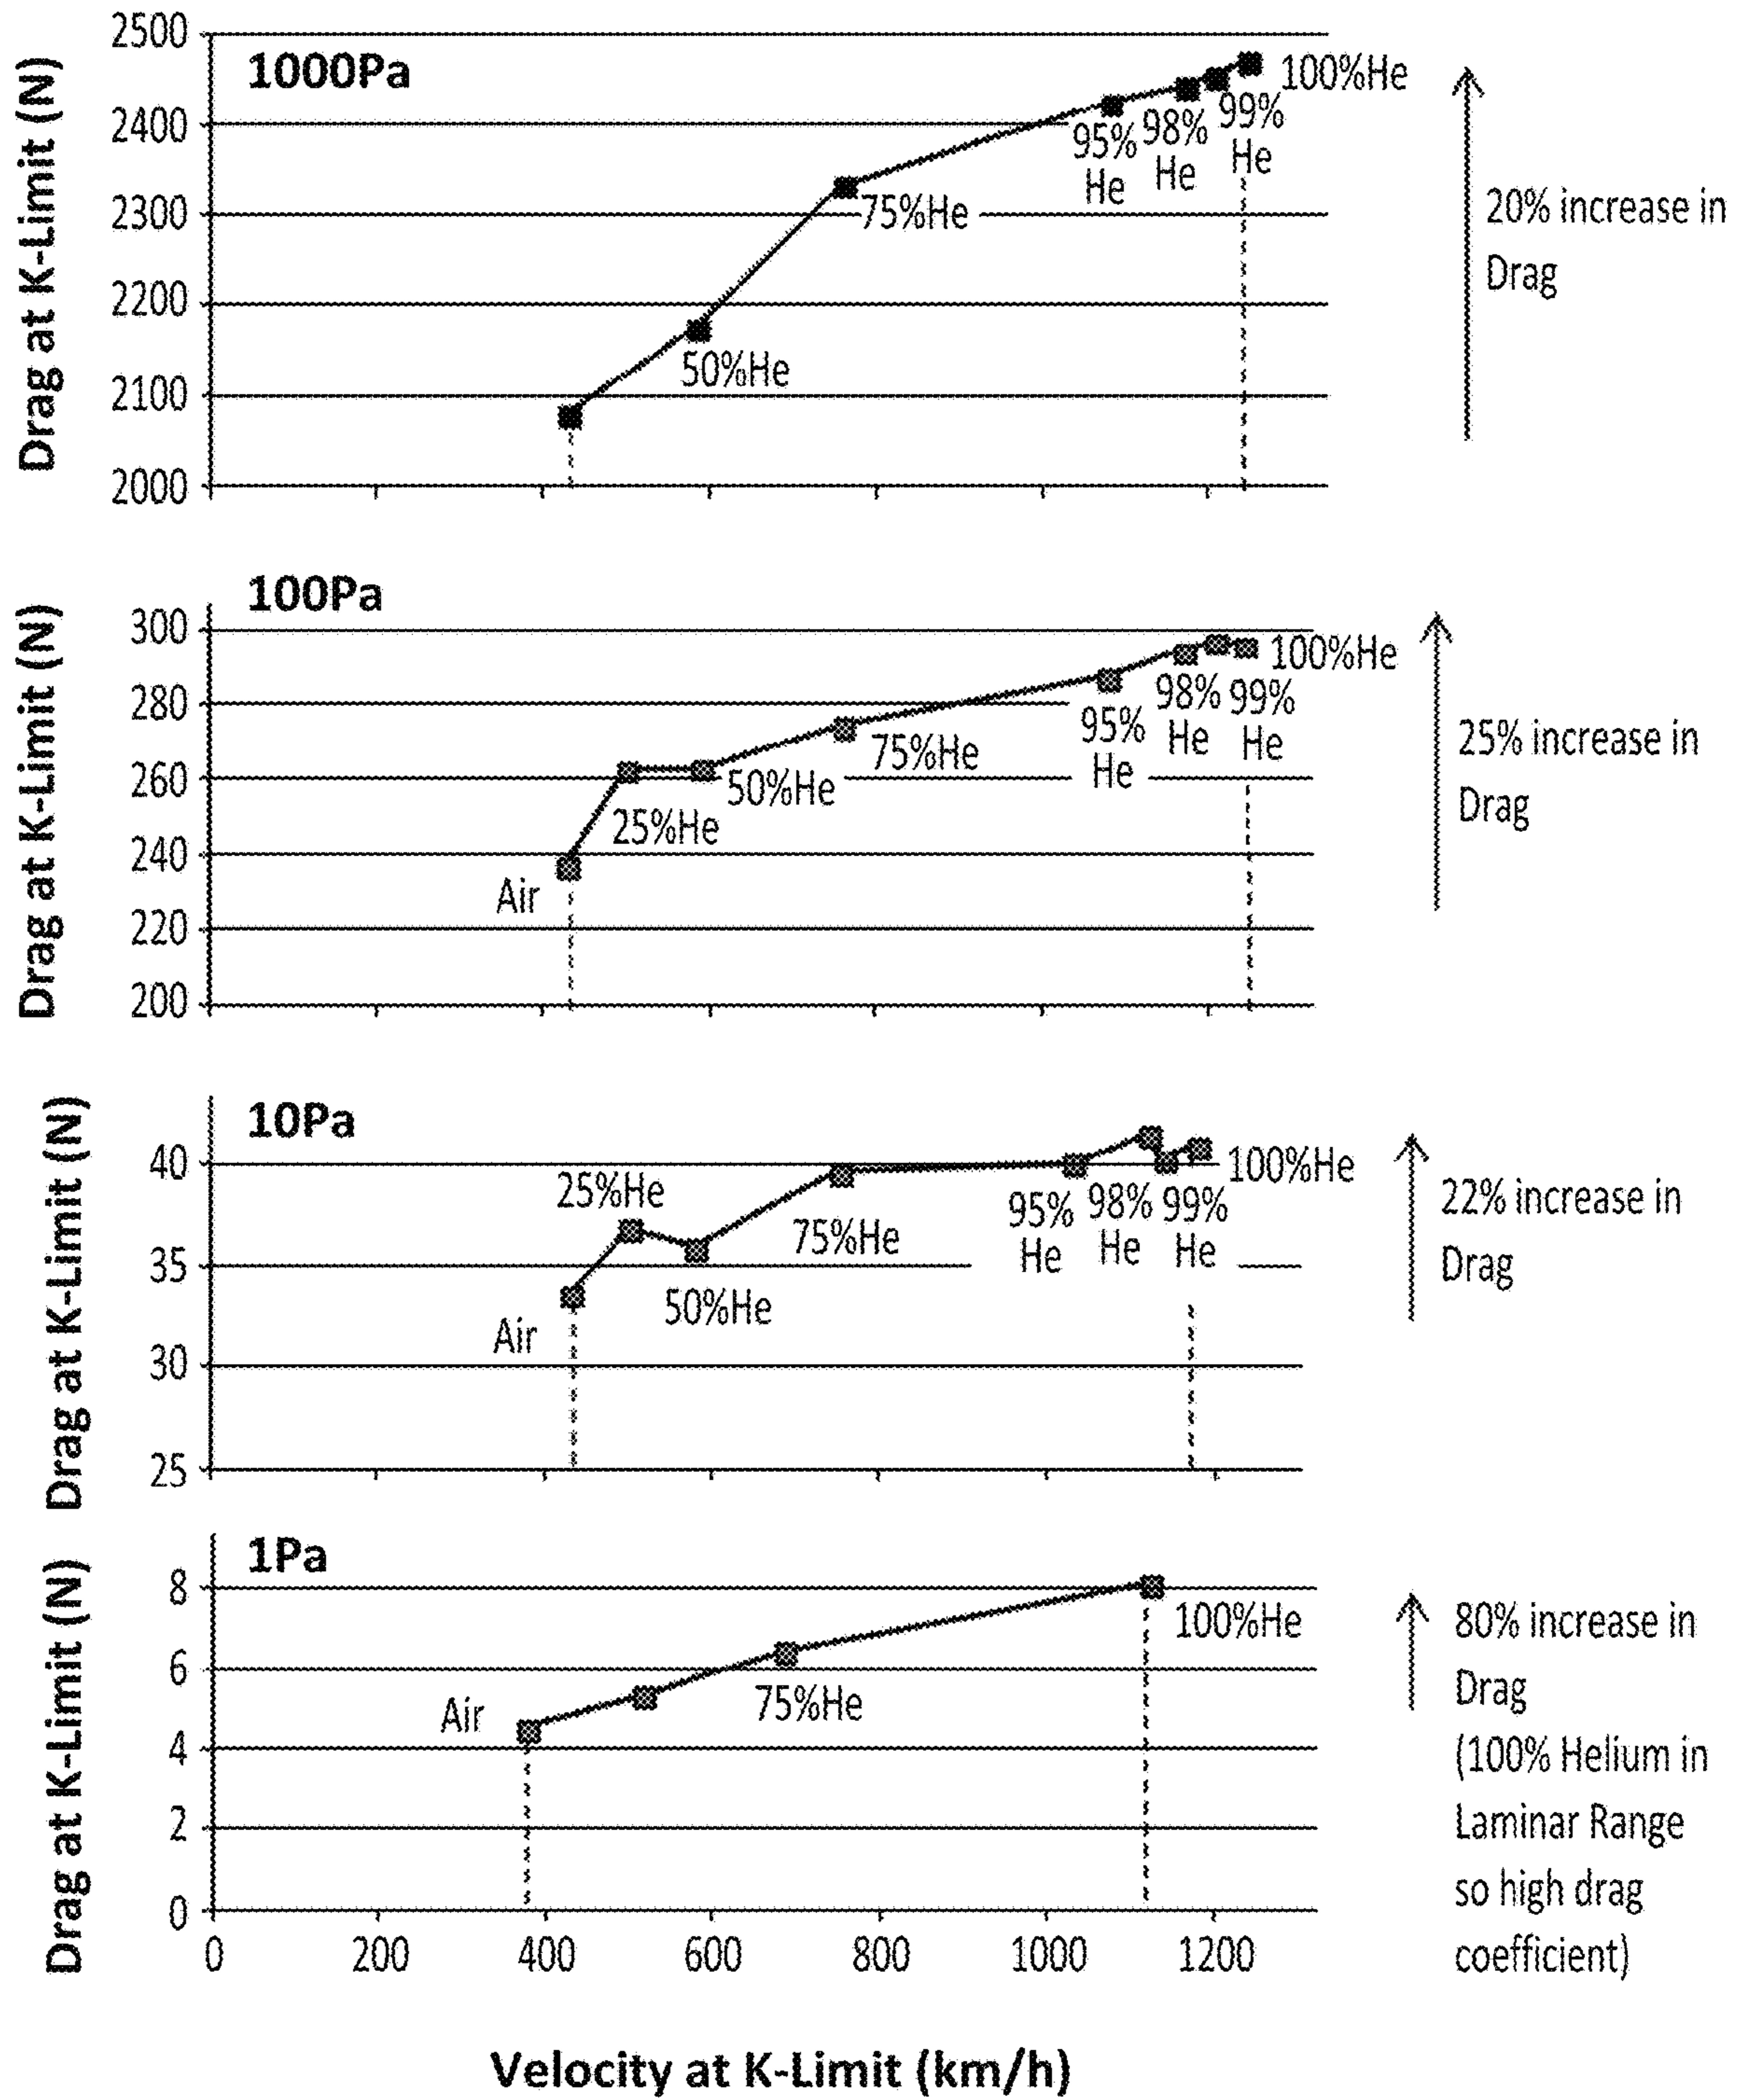 Drag at K-Limit (N)
1000Pa
2500
2400
2300
2200
2100
2000
50%He
75%He
95%
He
98%
He
99%
He
100%He
20% increase in
Drag
Drag at K-Limit (N)
100Pa
300
280
260
240
220
200
Air
25%He
50%He
75%He
95%
He
98%
He
99%
He
100%He
25% increase in
Drag
Drag at K-Limit (N)
10Pa
40
35
30
25
Air
25%He
50%He
75%He
95%
He
98%
He
99%
He
100%He
22% increase in
Drag
Drag at K-Limit (N)
1Pa
8
6
4
2
0
Air
75%He
100%He
80% increase in
Drag
(100% Helium in
Laminar Range
so high drag
coefficient)
0 200 400 600 800 1000 1200
Velocity at K-Limit (km/h)